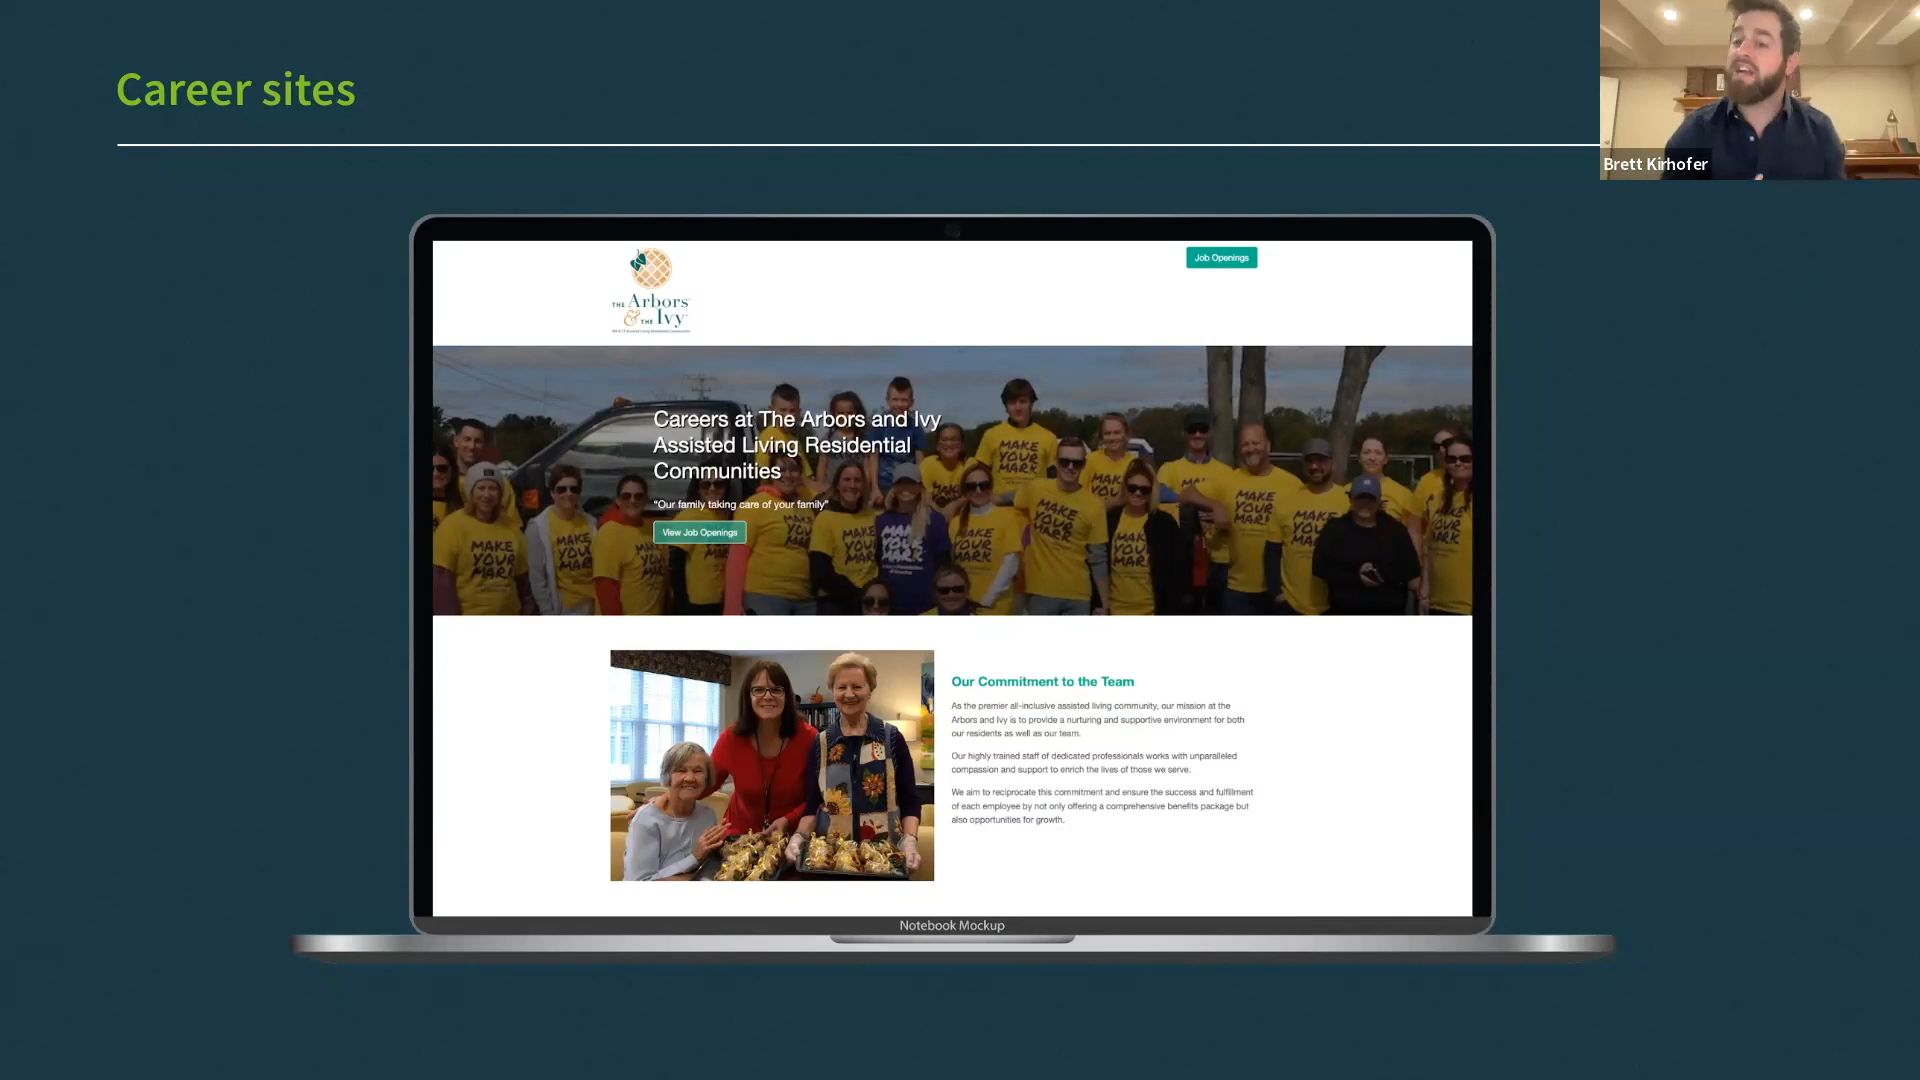 Career sites
Brett Kirhofer
THE Arbors
& THE Ivy
Job Openings
Careers at The Arbors and Ivy
Assisted Living Residential
Communities
"Our family taking care of your family"
View Job Openings
MAKE YOUR MARK
Our Commitment to the Team
As the premier all-inclusive assisted living community, our mission at the
Arbors and Ivy is to provide a nurturing and supportive environment for both
our residents as well as our team.
Our highly trained staff of dedicated professionals works with unparalleled
compassion and support to enrich the lives of those we serve.
We aim to reciprocate this commitment and ensure the success and fulfillment
of each employee by not only offering a comprehensive benefits package but
also opportunities for growth.
Notebook Mockup